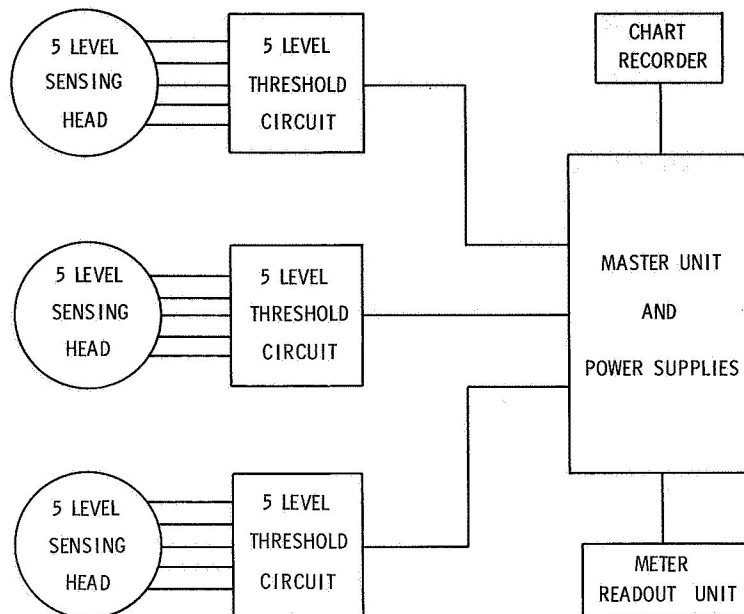 5 LEVEL
SENSING
HEAD
5 LEVEL
THRESHOLD
CIRCUIT
CHART
RECORDER
5 LEVEL
SENSING
HEAD
5 LEVEL
THRESHOLD
CIRCUIT
MASTER UNIT
AND
POWER SUPPLIES
5 LEVEL
SENSING
HEAD
5 LEVEL
THRESHOLD
CIRCUIT
METER
READOUT UNIT